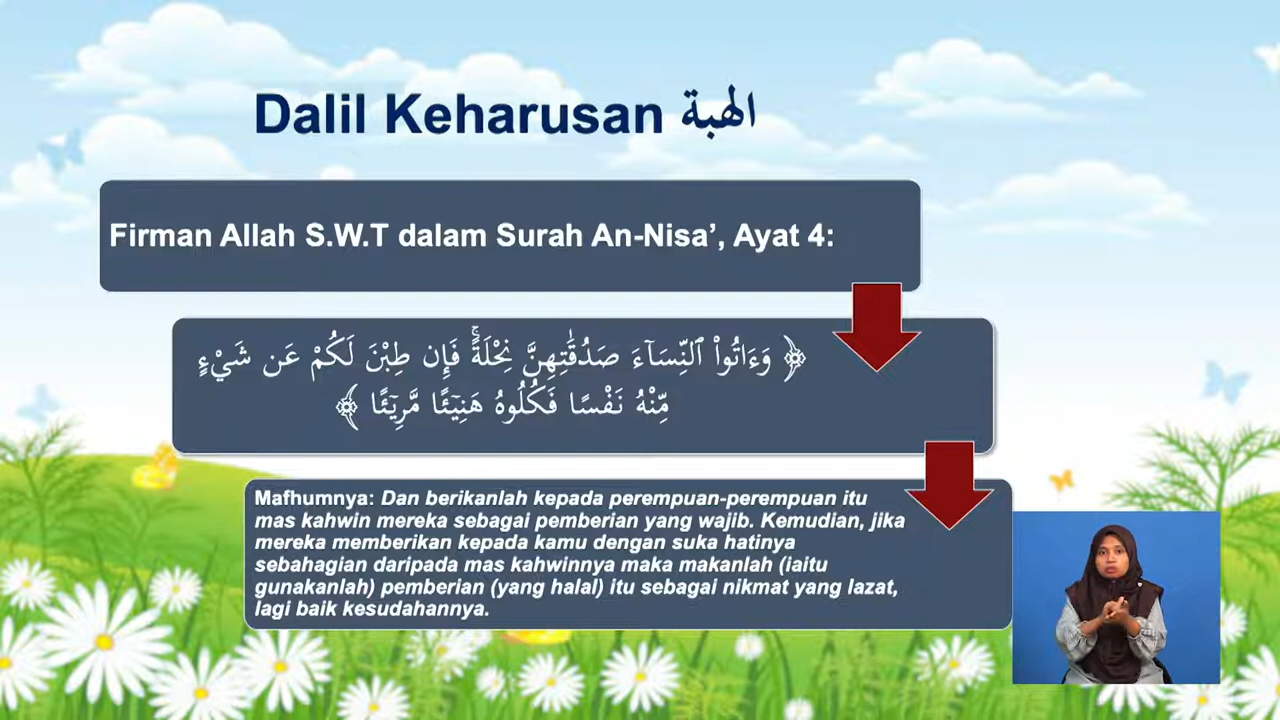 Dalil Keharusan الهبة
Firman Allah S.W.T dalam Surah An-Nisa’, Ayat 4:
﴿ وَءَاتُوا۟ ٱلنِّسَآءَ صَدُقَٰتِهِنَّ نِحْلَةًۚ فَإِن طِبْنَ لَكُمْ عَن شَىْءٍ
مِّنْهُ نَفْسًا فَكُلُوهُ هَنِيٓـًٔا مَّرِيٓـًٔا ﴾
Mafhumnya: Dan berikanlah kepada perempuan-perempuan itu
mas kahwin mereka sebagai pemberian yang wajib. Kemudian, jika
mereka memberikan kepada kamu dengan suka hatinya
sebahagian daripada mas kahwinnya maka makanlah (iaitu
gunakanlah) pemberian (yang halal) itu sebagai nikmat yang lazat,
lagi baik kesudahannya.